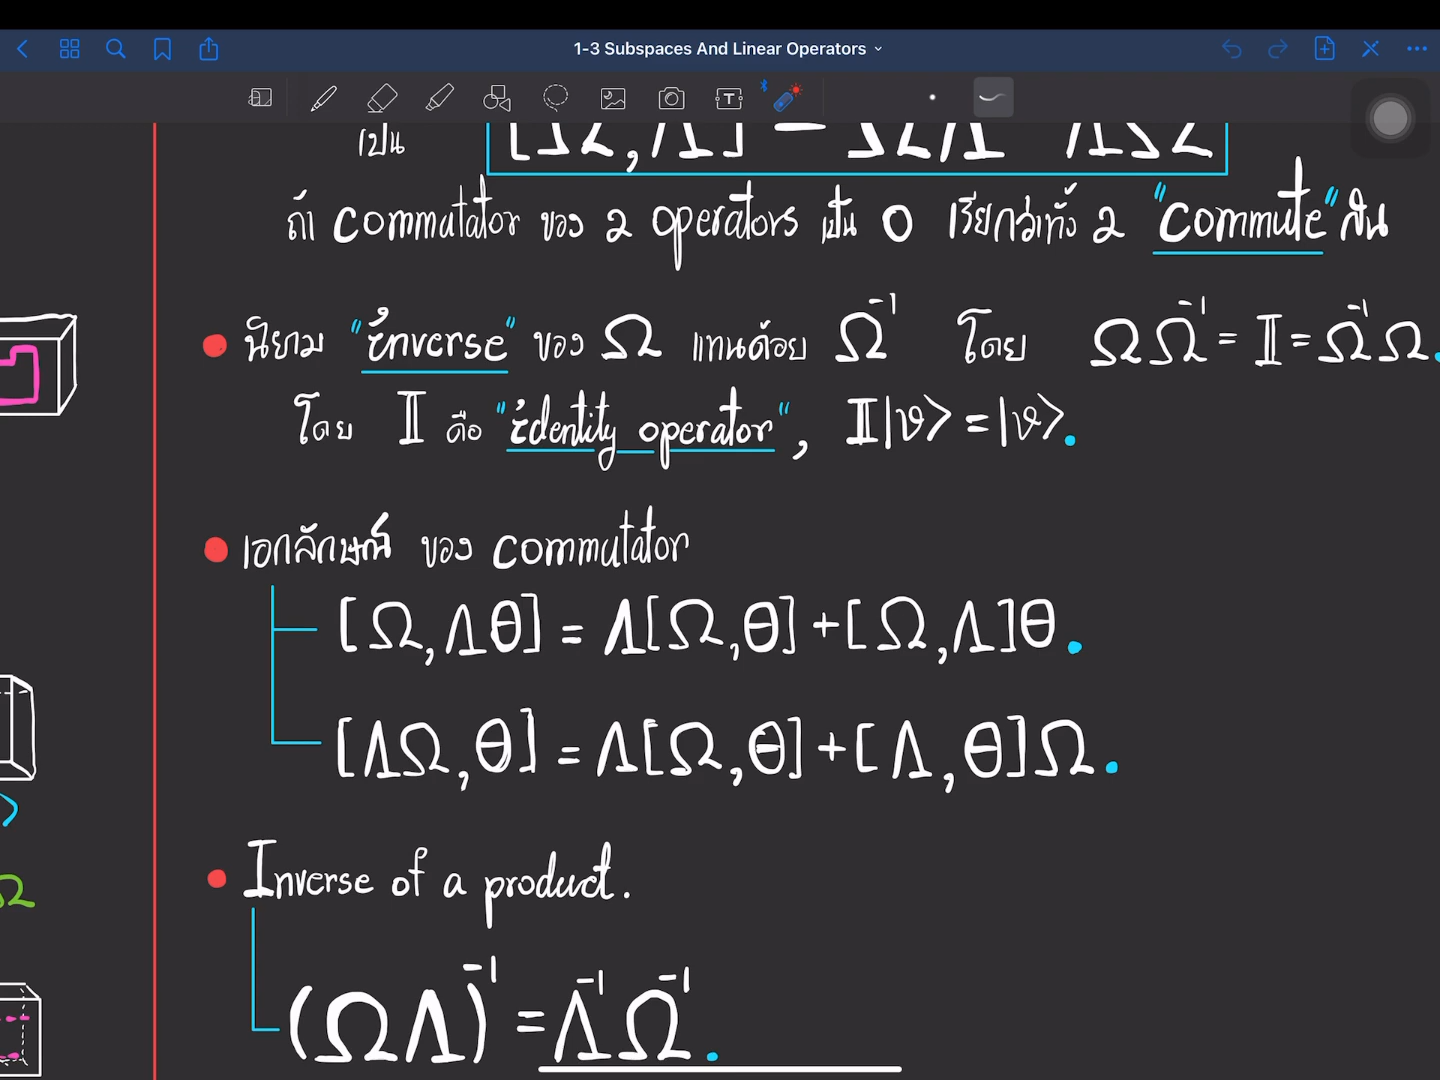 1-3 Subspaces And Linear Operators
เป็น [Ω,Λ] = ΩΛ - ΛΩ
ถ้า commutator ของ 2 operators เป็น 0 เรียกว่าทั้ง 2 "commute" กัน
นิยาม "inverse" ของ Ω แทนด้วย Ω⁻¹ โดย ΩΩ⁻¹ = 𝕀 = Ω⁻¹Ω.
โดย 𝕀 คือ "identity operator", 𝕀|v⟩ = |v⟩.
เอกลักษณ์ ของ commutator
[Ω,Λθ] = Λ[Ω,θ] + [Ω,Λ]θ.
[ΛΩ,θ] = Λ[Ω,θ] + [Λ,θ]Ω.
Inverse of a product.
(ΩΛ)⁻¹ = Λ⁻¹Ω⁻¹.
Ω